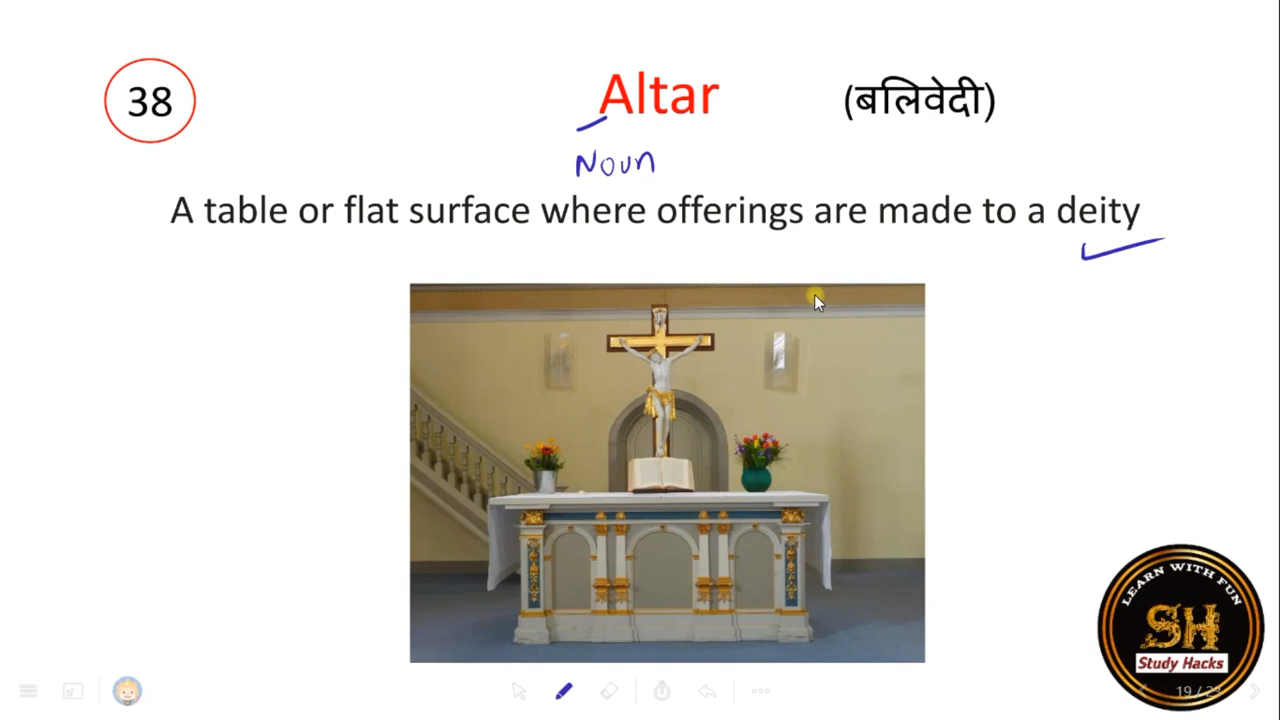 38
Altar (बलिवेदी)
Noun
A table or flat surface where offerings are made to a deity
LEARN WITH FUN
SH
Study Hacks